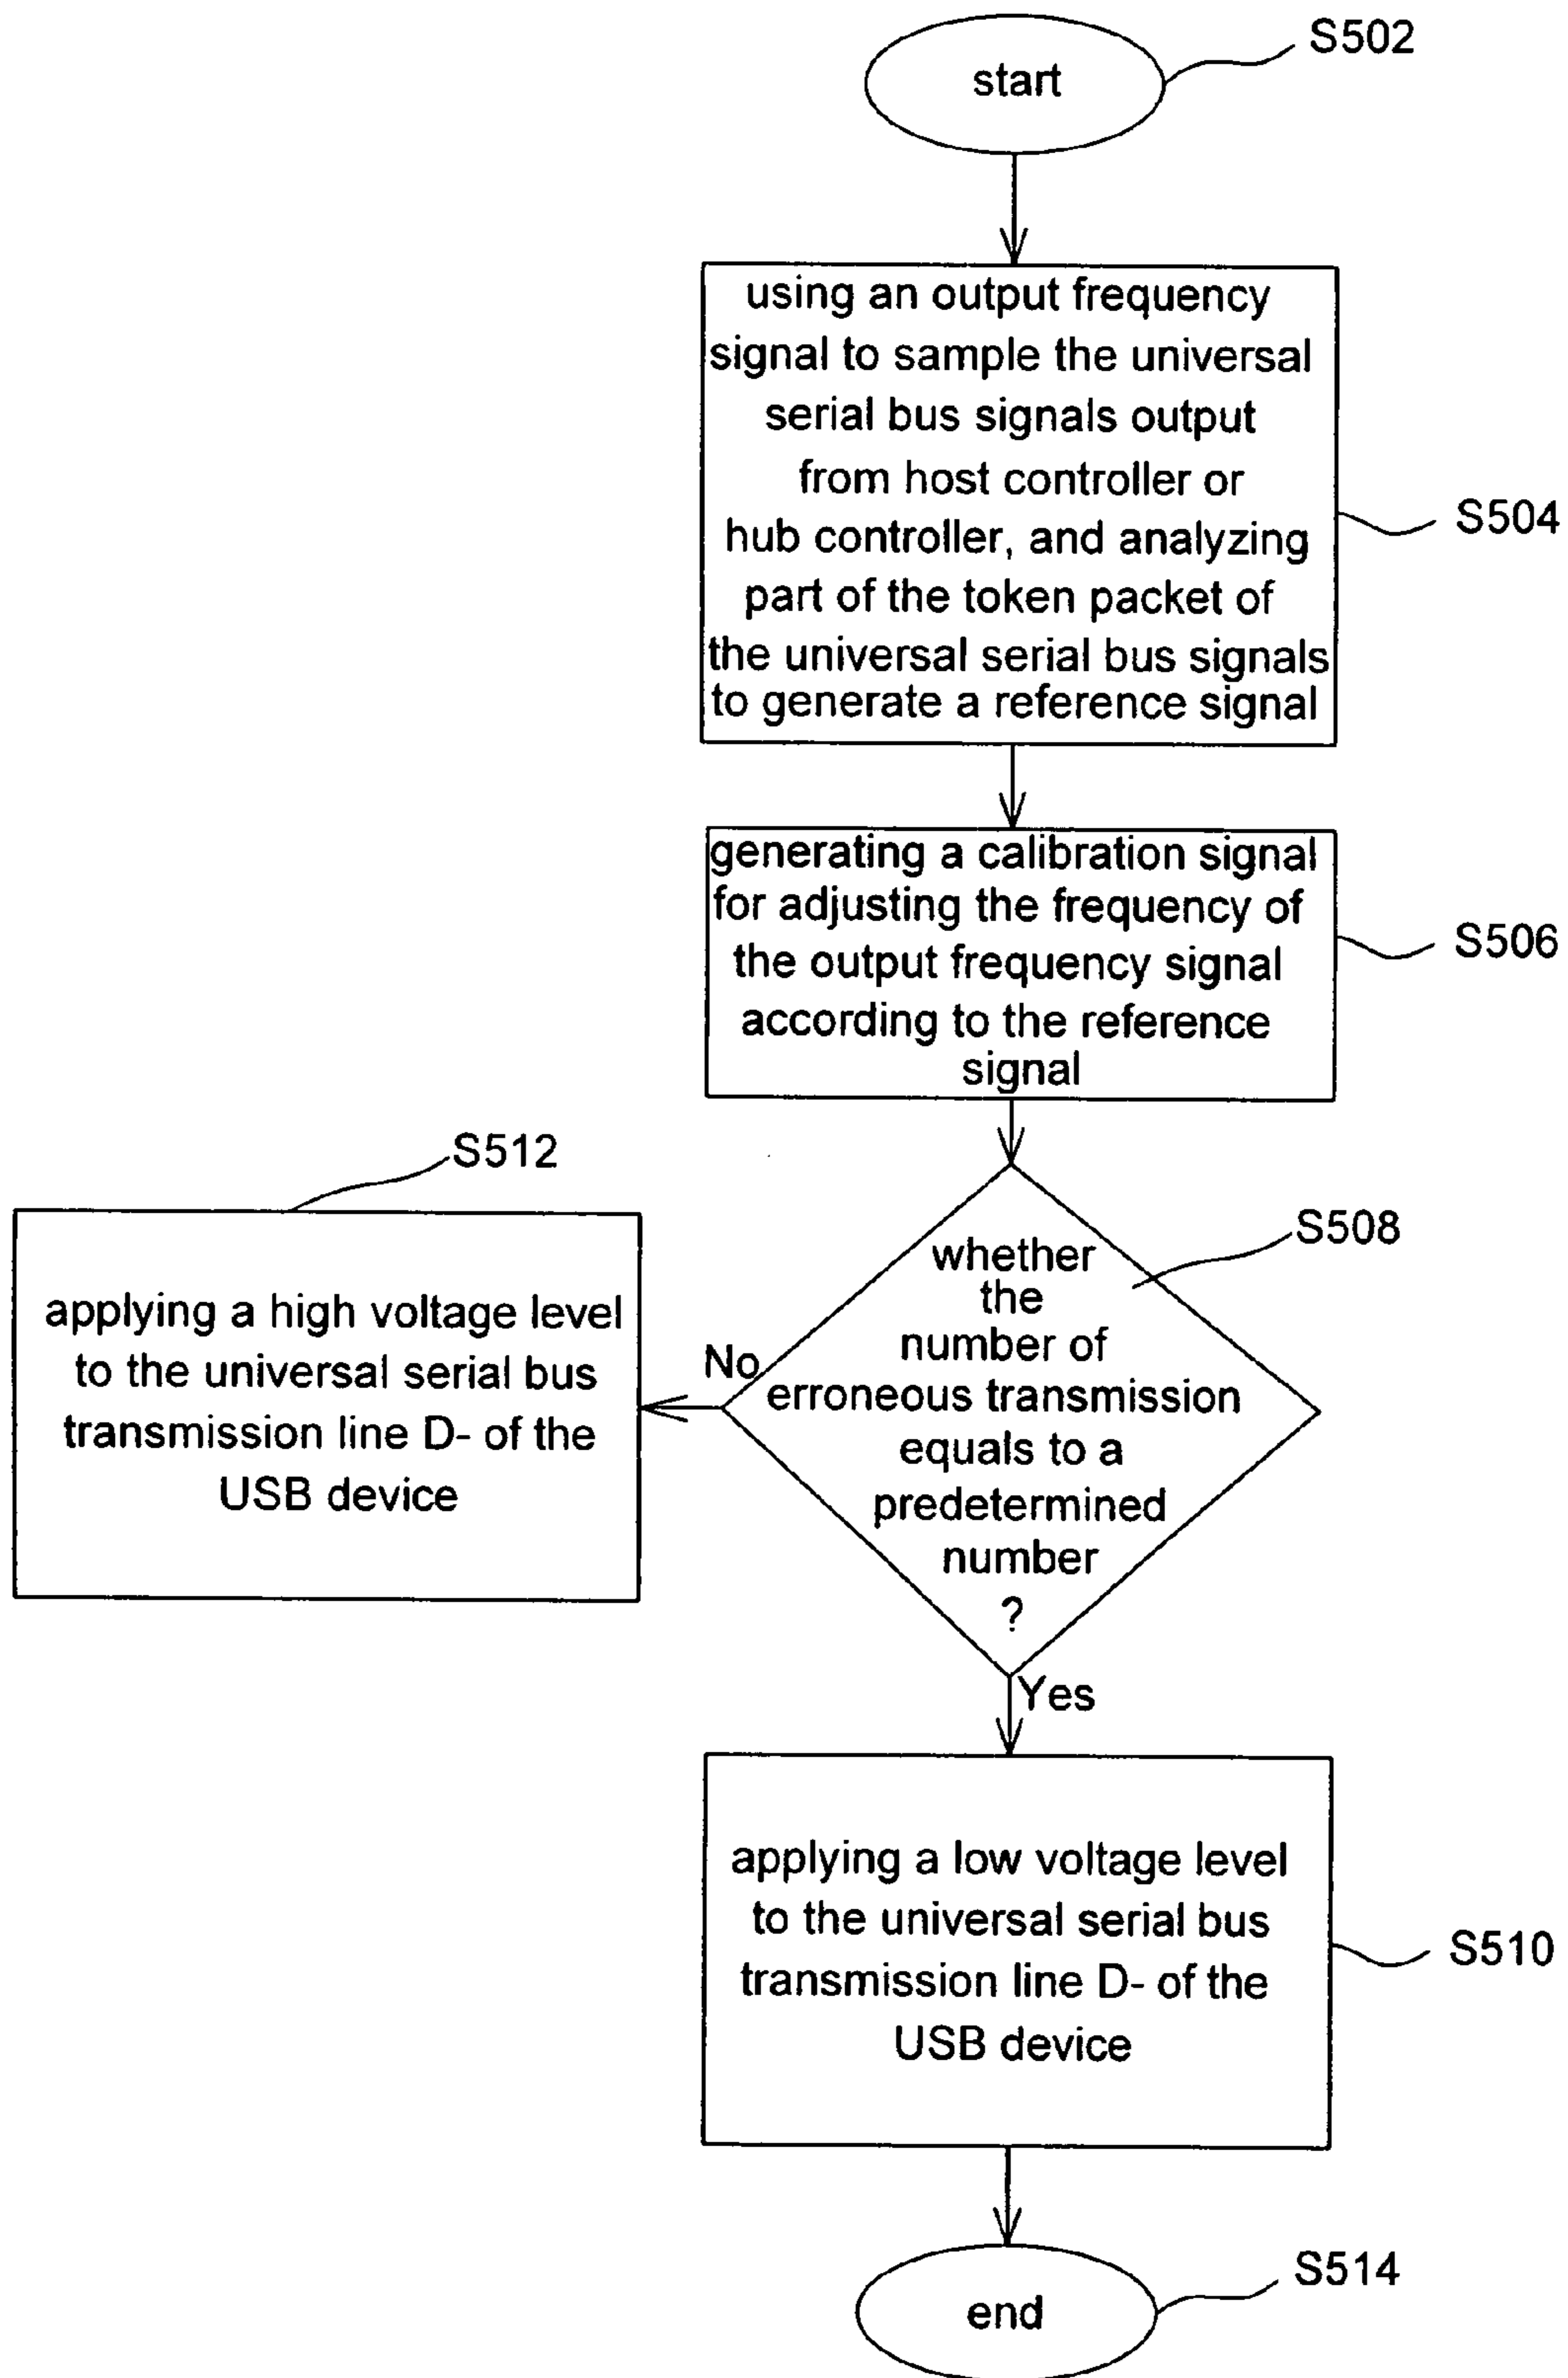 start
S502
using an output frequency
signal to sample the universal
serial bus signals output
from host controller or
hub controller, and analyzing
part of the token packet of
the universal serial bus signals
to generate a reference signal
S504
generating a calibration signal
for adjusting the frequency of
the output frequency signal
according to the reference
signal
S506
S512
applying a high voltage level
to the universal serial bus
transmission line D- of the
USB device
No
whether
the
number of
erroneous transmission
equals to a
predetermined
number
?
S508
Yes
applying a low voltage level
to the universal serial bus
transmission line D- of the
USB device
S510
end
S514